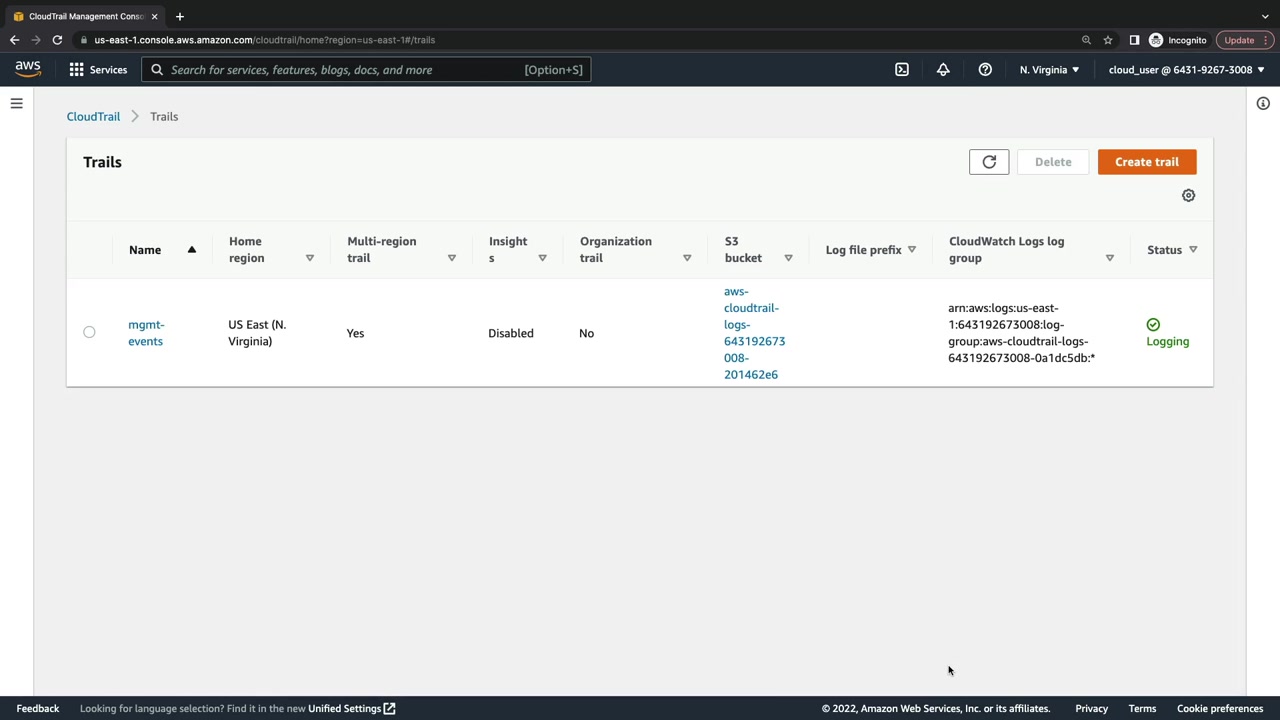 CloudTrail Management Conso
us-east-1.console.aws.amazon.com/cloudtrail/home?region=us-east-1#/trails
Incognito
Update
aws
Services
Search for services, features, blogs, docs, and more
[Option+S]
N. Virginia
cloud_user @ 6431-9267-3008
CloudTrail
Trails
Trails
Delete
Create trail
Name
Home
region
Multi-region
trail
Insight
s
Organization
trail
S3
bucket
Log file prefix
CloudWatch Logs log
group
Status
mgmt-
events
US East (N.
Virginia)
Yes
Disabled
No
aws-
cloudtrail-
logs-
643192673
008-
201462e6
arn:aws:logs:us-east-
1:643192673008:log-
group:aws-cloudtrail-logs-
643192673008-0a1dc5db:*
Logging
Feedback
Looking for language selection? Find it in the new Unified Settings
© 2022, Amazon Web Services, Inc. or its affiliates.
Privacy
Terms
Cookie preferences